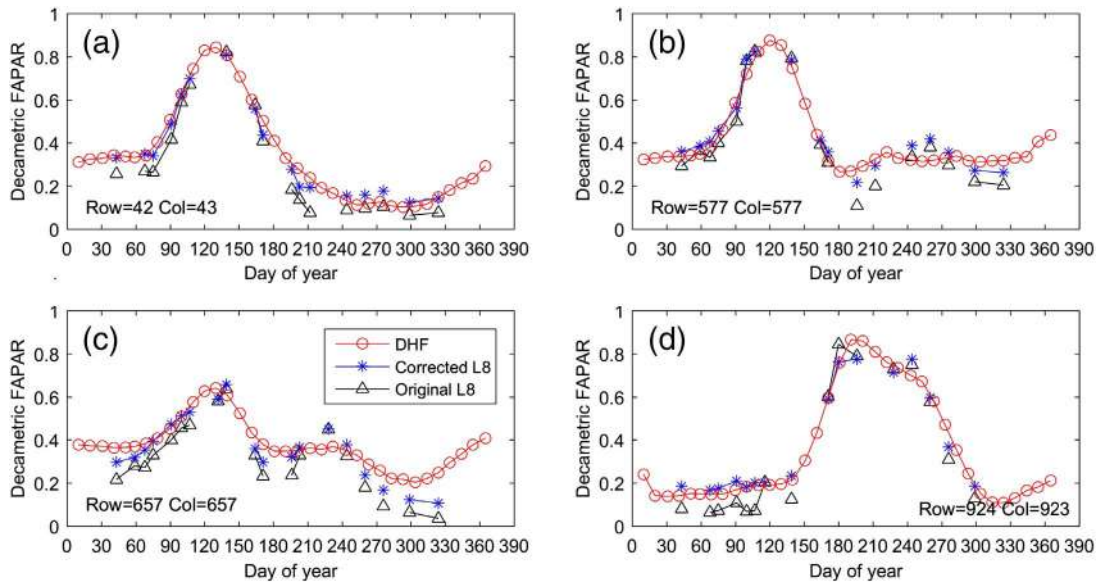 (a)
Decametric FAPAR
1
0.8
0.6
0.4
0.2
0
Row=42 Col=43
0 30 60 90 120 150 180 210 240 270 300 330 360 390
Day of year
(b)
Decametric FAPAR
1
0.8
0.6
0.4
0.2
0
Row=577 Col=577
0 30 60 90 120 150 180 210 240 270 300 330 360 390
Day of year
(c)
Decametric FAPAR
1
0.8
0.6
0.4
0.2
0
DHF
Corrected L8
Original L8
Row=657 Col=657
0 30 60 90 120 150 180 210 240 270 300 330 360 390
Day of year
(d)
Decametric FAPAR
1
0.8
0.6
0.4
0.2
0
Row=924 Col=923
0 30 60 90 120 150 180 210 240 270 300 330 360 390
Day of year